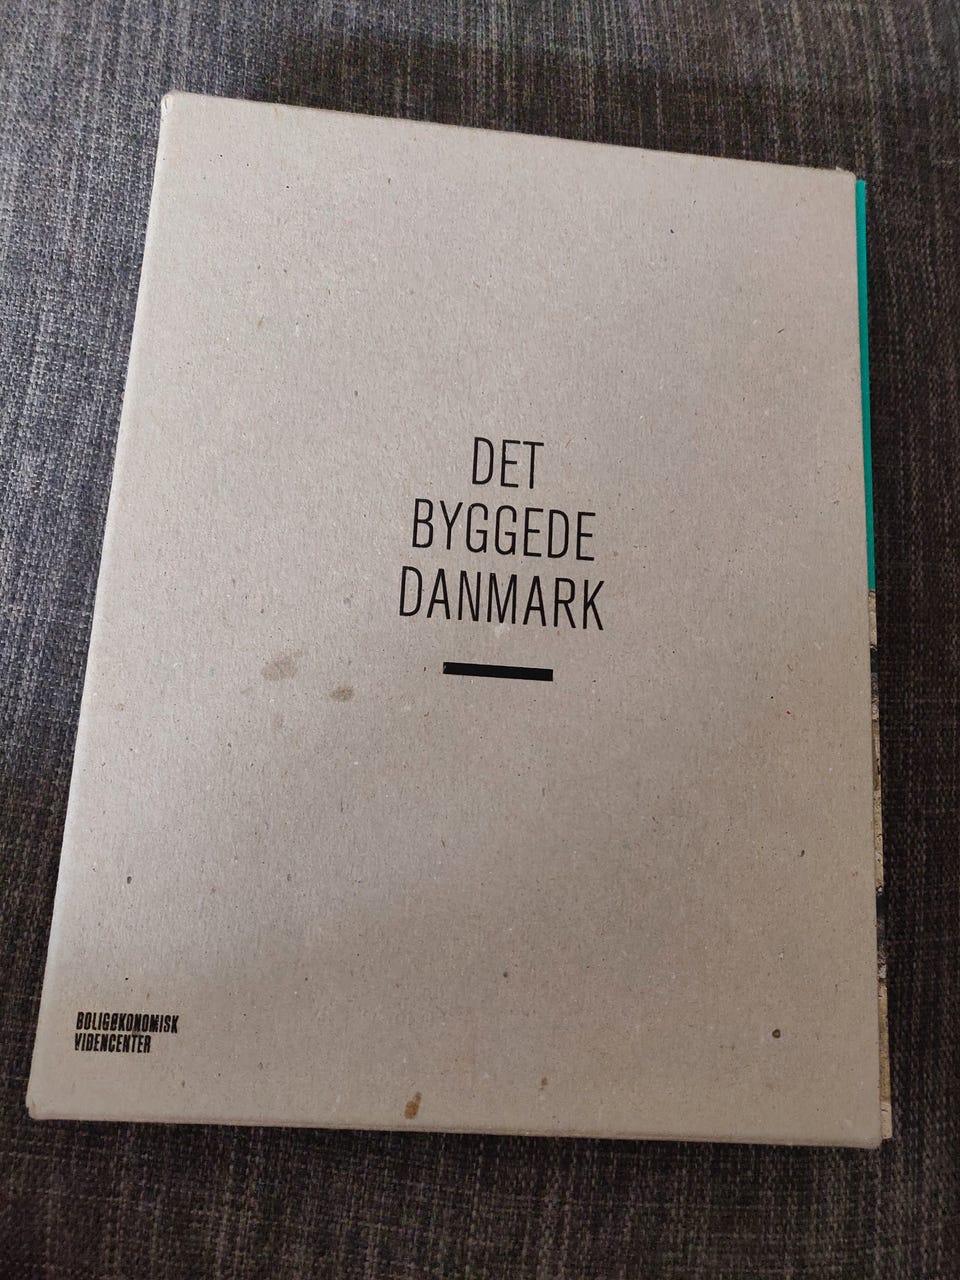 DET
BYGGEDE
DANMARK
BOLIGØKONOMISK
VIDENCENTER